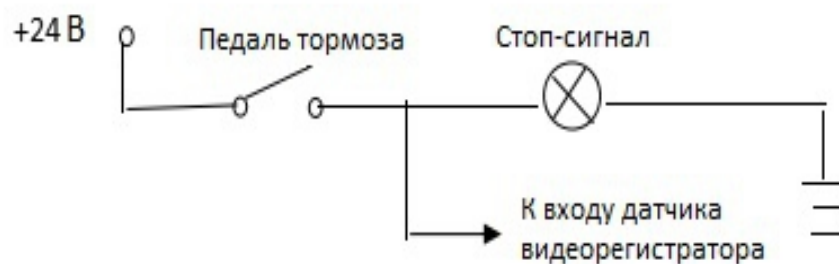 +24 В
Педаль тормоза
Стоп-сигнал
К входу датчика
видеорегистратора